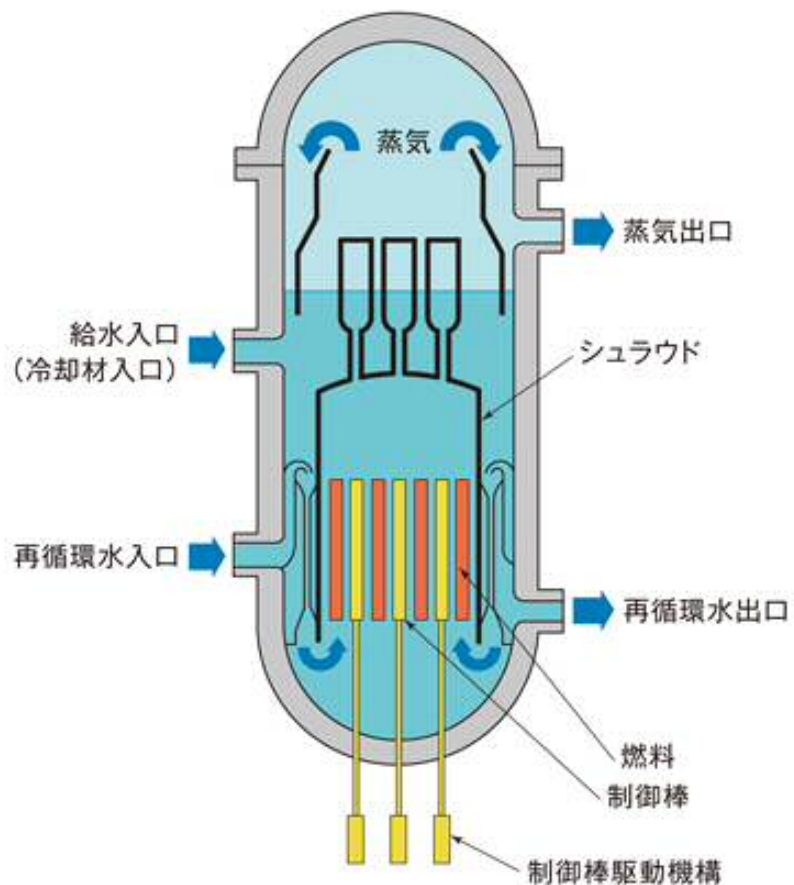 蒸気
蒸気出口
給水入口
(冷却材入口)
シュラウド
再循環水入口
再循環水出口
燃料
制御棒
制御棒駆動機構